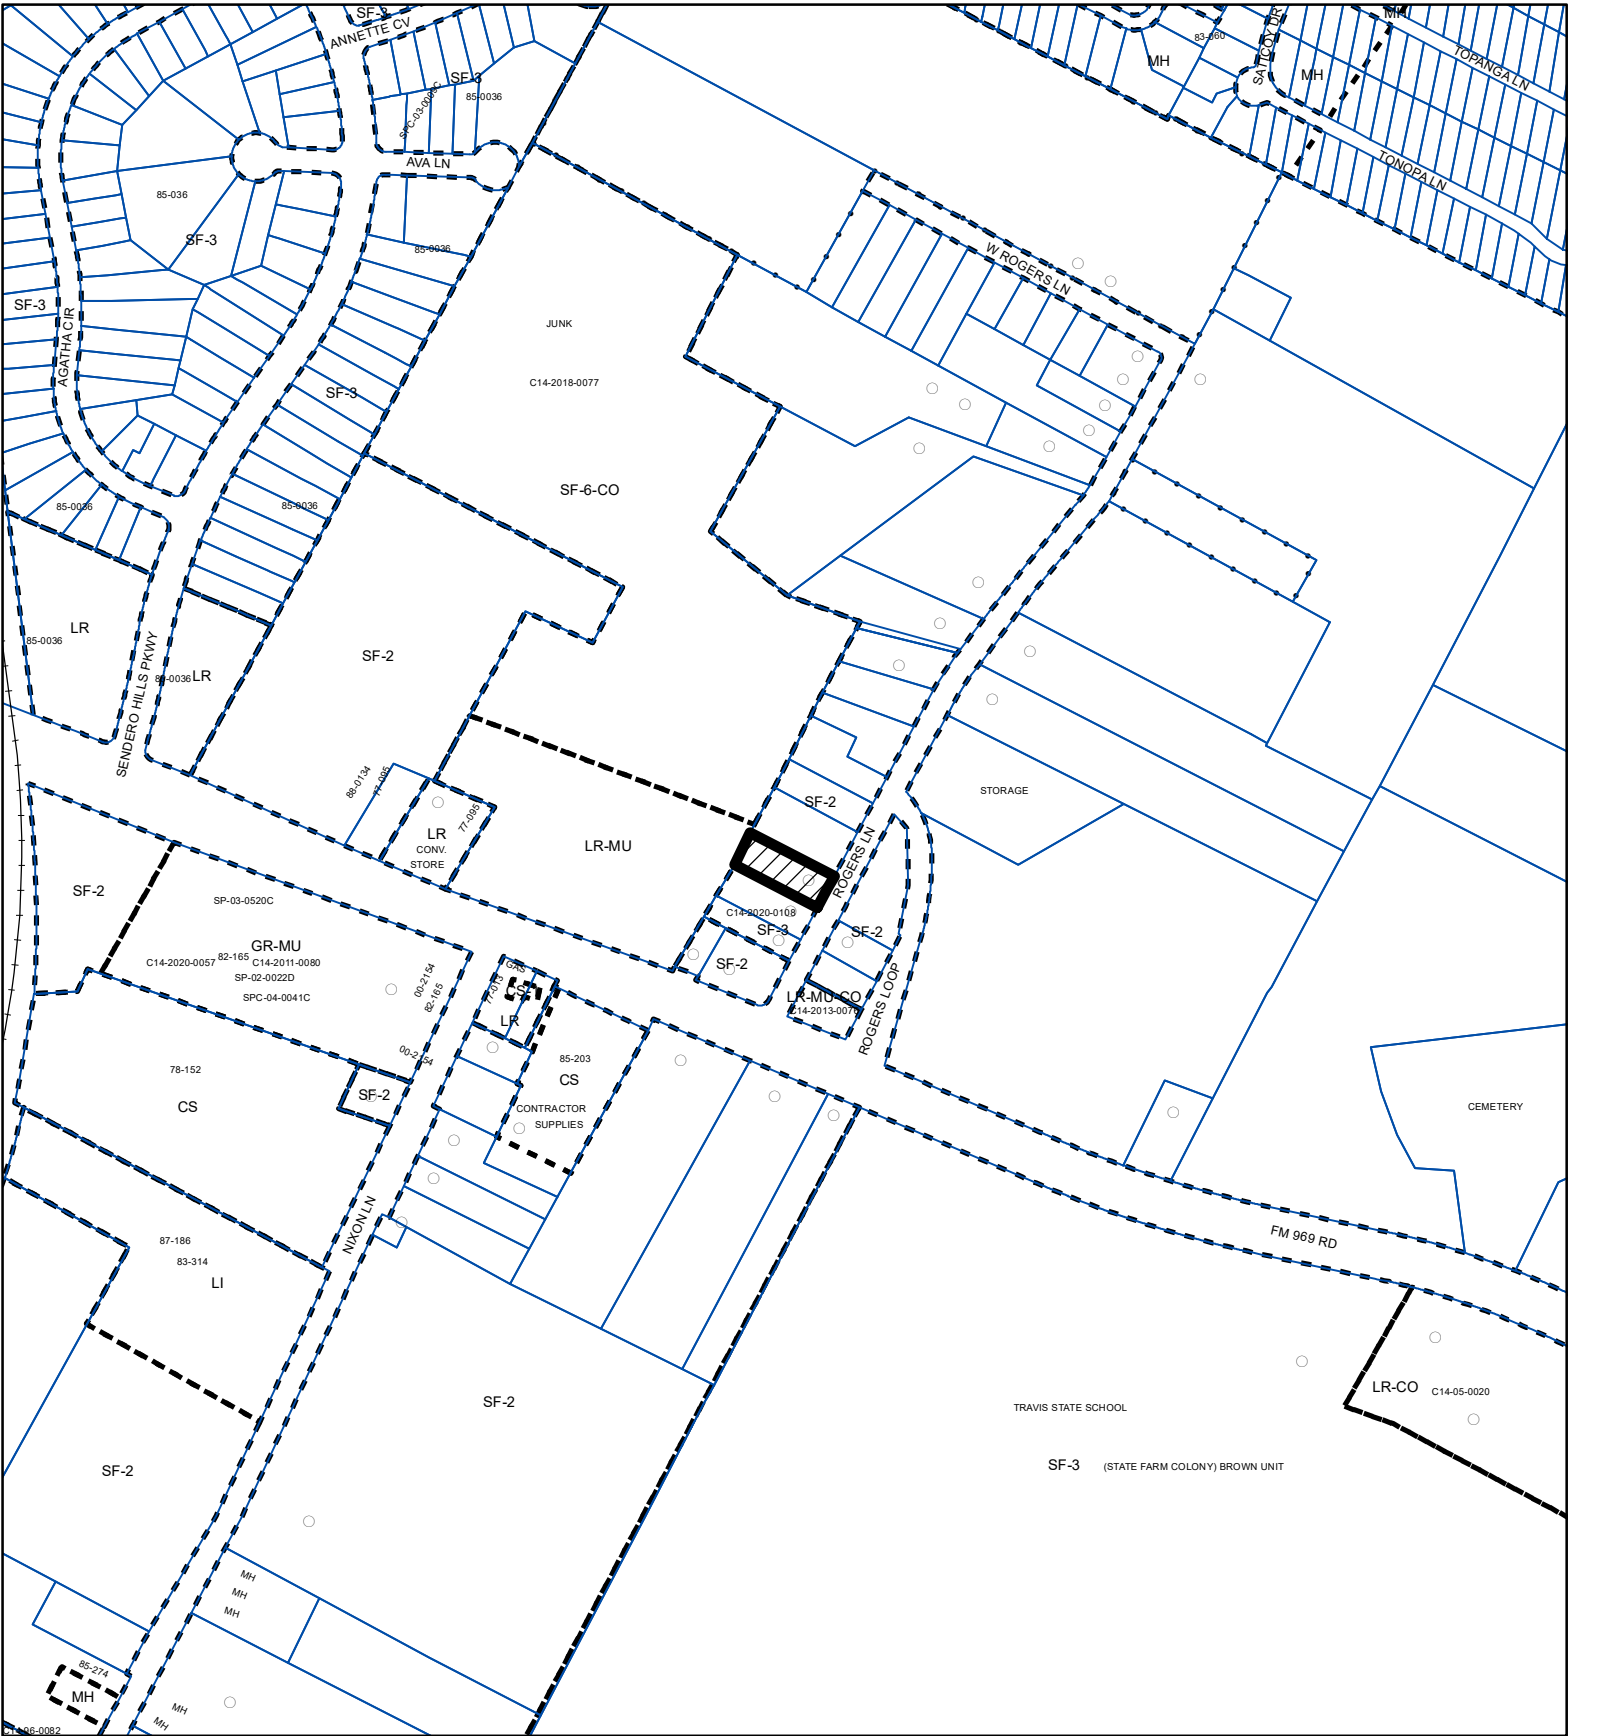 SF-3
ANNETTE CV
SF-3
85-0036
SPC-03-0009C
AVA LN
85-036
SF-3
85-0036
SF-3
AGATHA CIR
SF-3
85-0036
85-0036
MH
83-060
SATICOY DR
MH
MH
TOPANGA LN
TONOPA LN
W ROGERS LN
JUNK
C14-2018-0077
SF-6-CO
LR
85-0036
SENDERO HILLS PKWY
LR
SF-2
88-0134
77-095
77-095
LR
CONV.
STORE
LR-MU
SF-2
ROGERS LN
STORAGE
SF-2
SP-03-0520C
GR-MU
C14-2020-0057
82-165
C14-2011-0080
SP-02-0022D
SPC-04-0041C
00-2154
82-165
00-2154
GAS
77-013
LR
C14-2020-0108
SF-3
SF-2
SF-2
LR-MU-CO
ROGERS LOOP
78-152
CS
SF-2
85-203
CS
CONTRACTOR
SUPPLIES
CEMETERY
NIXON LN
87-186
83-314
LI
FM 969 RD
SF-2
SF-2
TRAVIS STATE SCHOOL
SF-3
(STATE FARM COLONY) BROWN UNIT
LR-CO
C14-05-0020
MH
MH
MH
85-274
MH
MH
MH